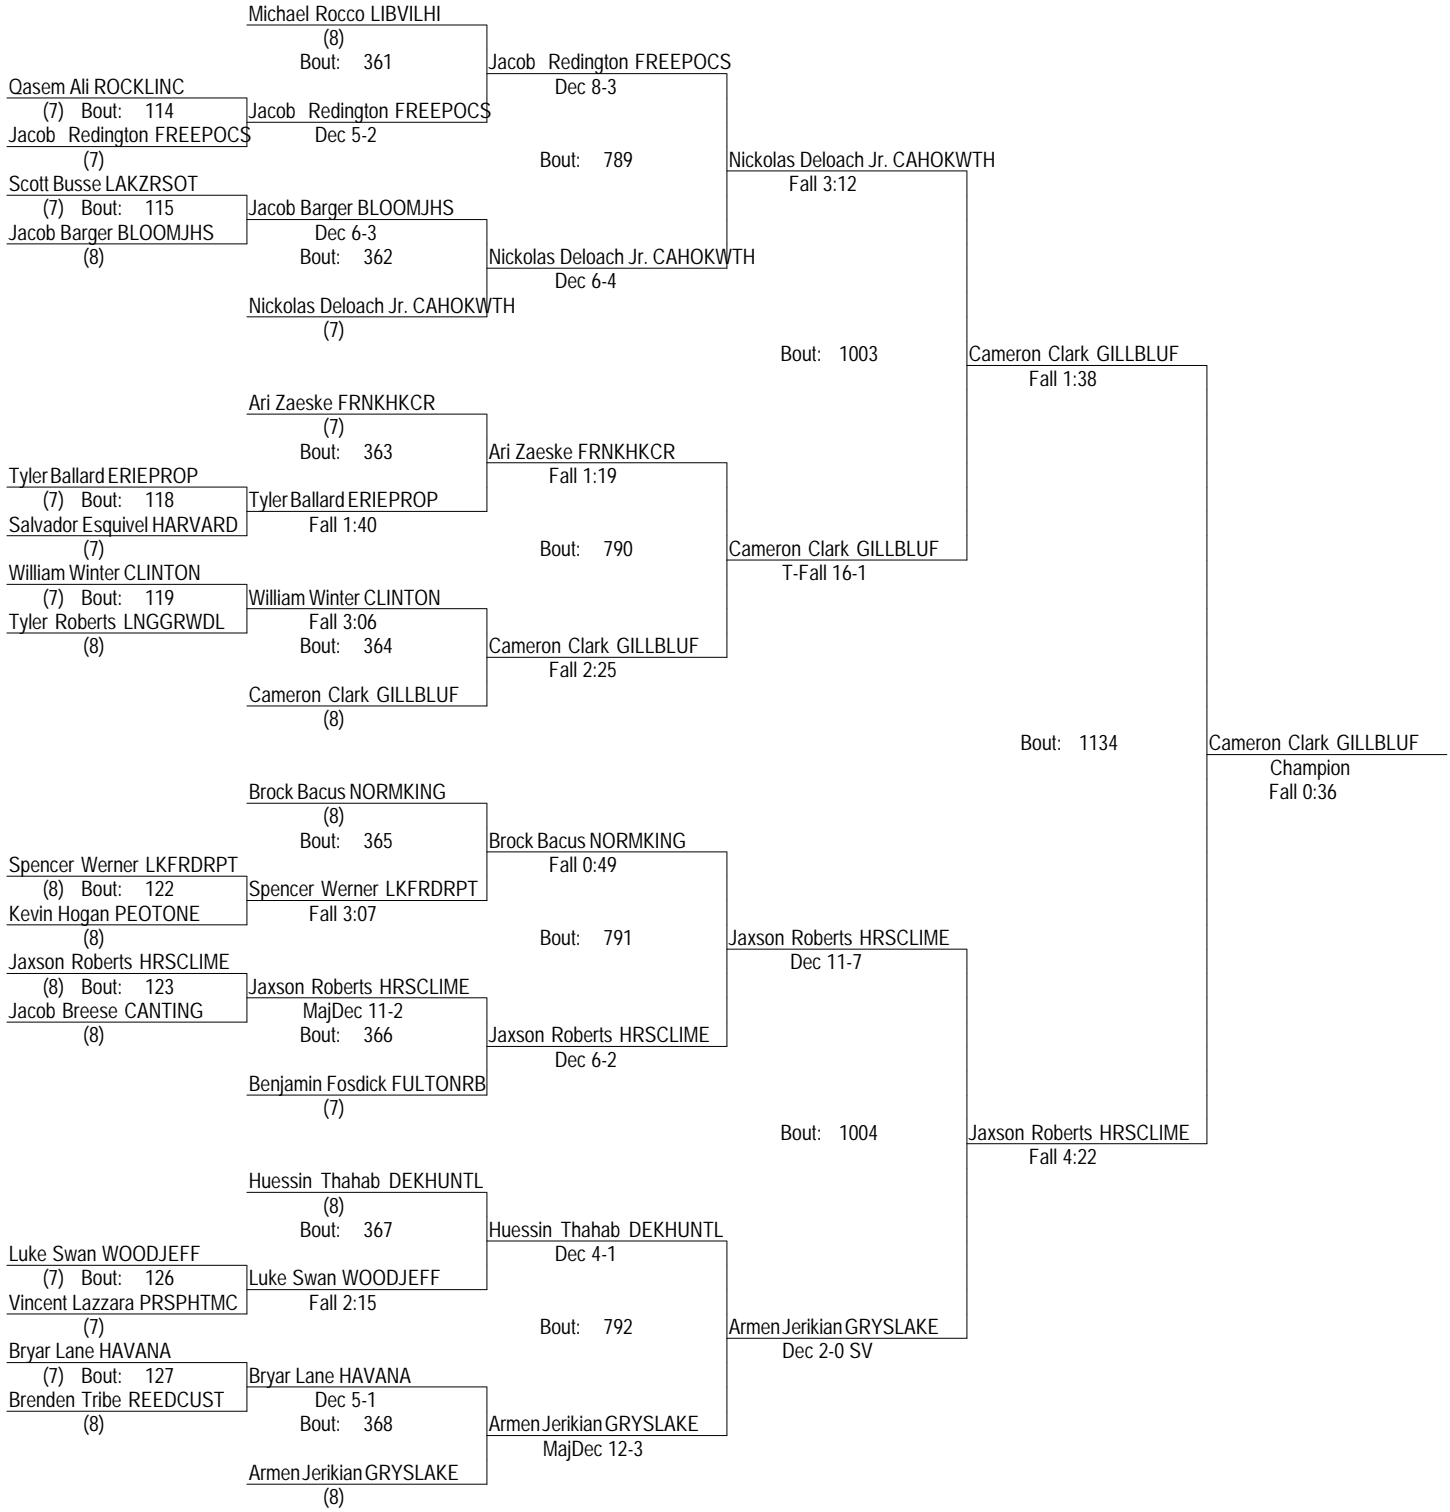 Michael Rocco LIBVILHI
(8)
Bout: 361
Jacob Redington FREEPOCS
Dec 8-3
Qasem Ali ROCKLINC
(7) Bout: 114
Jacob Redington FREEPOCS
Jacob Redington FREEPOCS
Dec 5-2
(7)
Bout: 789
Nickolas Deloach Jr. CAHOKWTH
Fall 3:12
Scott Busse LAKZRSOT
(7) Bout: 115
Jacob Barger BLOOMJHS
Jacob Barger BLOOMJHS
Dec 6-3
(8)
Bout: 362
Nickolas Deloach Jr. CAHOKWTH
Dec 6-4
Nickolas Deloach Jr. CAHOKWTH
(7)
Bout: 1003
Cameron Clark GILLBLUF
Fall 1:38
Ari Zaeske FRNKHKCR
(7)
Bout: 363
Ari Zaeske FRNKHKCR
Fall 1:19
Tyler Ballard ERIEPROP
(7) Bout: 118
Tyler Ballard ERIEPROP
Salvador Esquivel HARVARD
Fall 1:40
(7)
Bout: 790
Cameron Clark GILLBLUF
T-Fall 16-1
William Winter CLINTON
(7) Bout: 119
William Winter CLINTON
Tyler Roberts LNGGRWDL
Fall 3:06
(8)
Bout: 364
Cameron Clark GILLBLUF
Fall 2:25
Cameron Clark GILLBLUF
(8)
Bout: 1134
Cameron Clark GILLBLUF
Champion
Fall 0:36
Brock Bacus NORMKING
(8)
Bout: 365
Brock Bacus NORMKING
Fall 0:49
Spencer Werner LKFRDRPT
(8) Bout: 122
Spencer Werner LKFRDRPT
Kevin Hogan PEOTONE
Fall 3:07
(8)
Bout: 791
Jaxson Roberts HRSCLIME
Dec 11-7
Jaxson Roberts HRSCLIME
(8) Bout: 123
Jaxson Roberts HRSCLIME
Jacob Breese CANTING
MajDec 11-2
(8)
Bout: 366
Jaxson Roberts HRSCLIME
Dec 6-2
Benjamin Fosdick FULTONRB
(7)
Bout: 1004
Jaxson Roberts HRSCLIME
Fall 4:22
Huessin Thahab DEKHUNTL
(8)
Bout: 367
Huessin Thahab DEKHUNTL
Dec 4-1
Luke Swan WOODJEFF
(7) Bout: 126
Luke Swan WOODJEFF
Vincent Lazzara PRSPHTMC
Fall 2:15
(7)
Bout: 792
Armen Jerikian GRYSLAKE
Dec 2-0 SV
Bryar Lane HAVANA
(7) Bout: 127
Bryar Lane HAVANA
Brenden Tribe REEDCUST
Dec 5-1
(8)
Bout: 368
Armen Jerikian GRYSLAKE
MajDec 12-3
Armen Jerikian GRYSLAKE
(8)